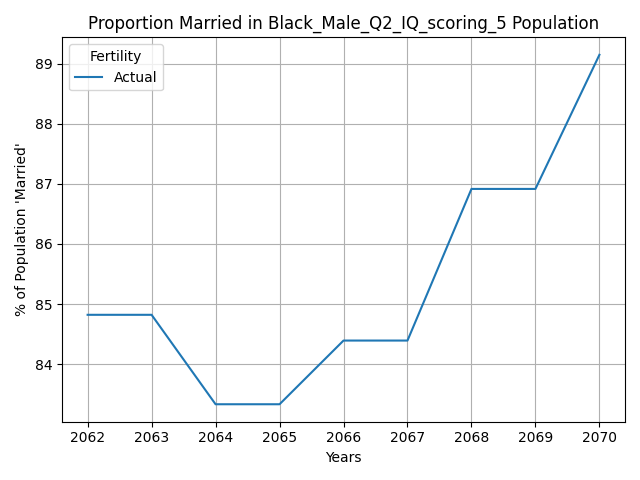 Proportion Married in Black_Male_Q2_IQ_scoring_5 Population
Fertility
Actual
% of Population 'Married'
89
88
87
86
85
84
2062 2063 2064 2065 2066 2067 2068 2069 2070
Years